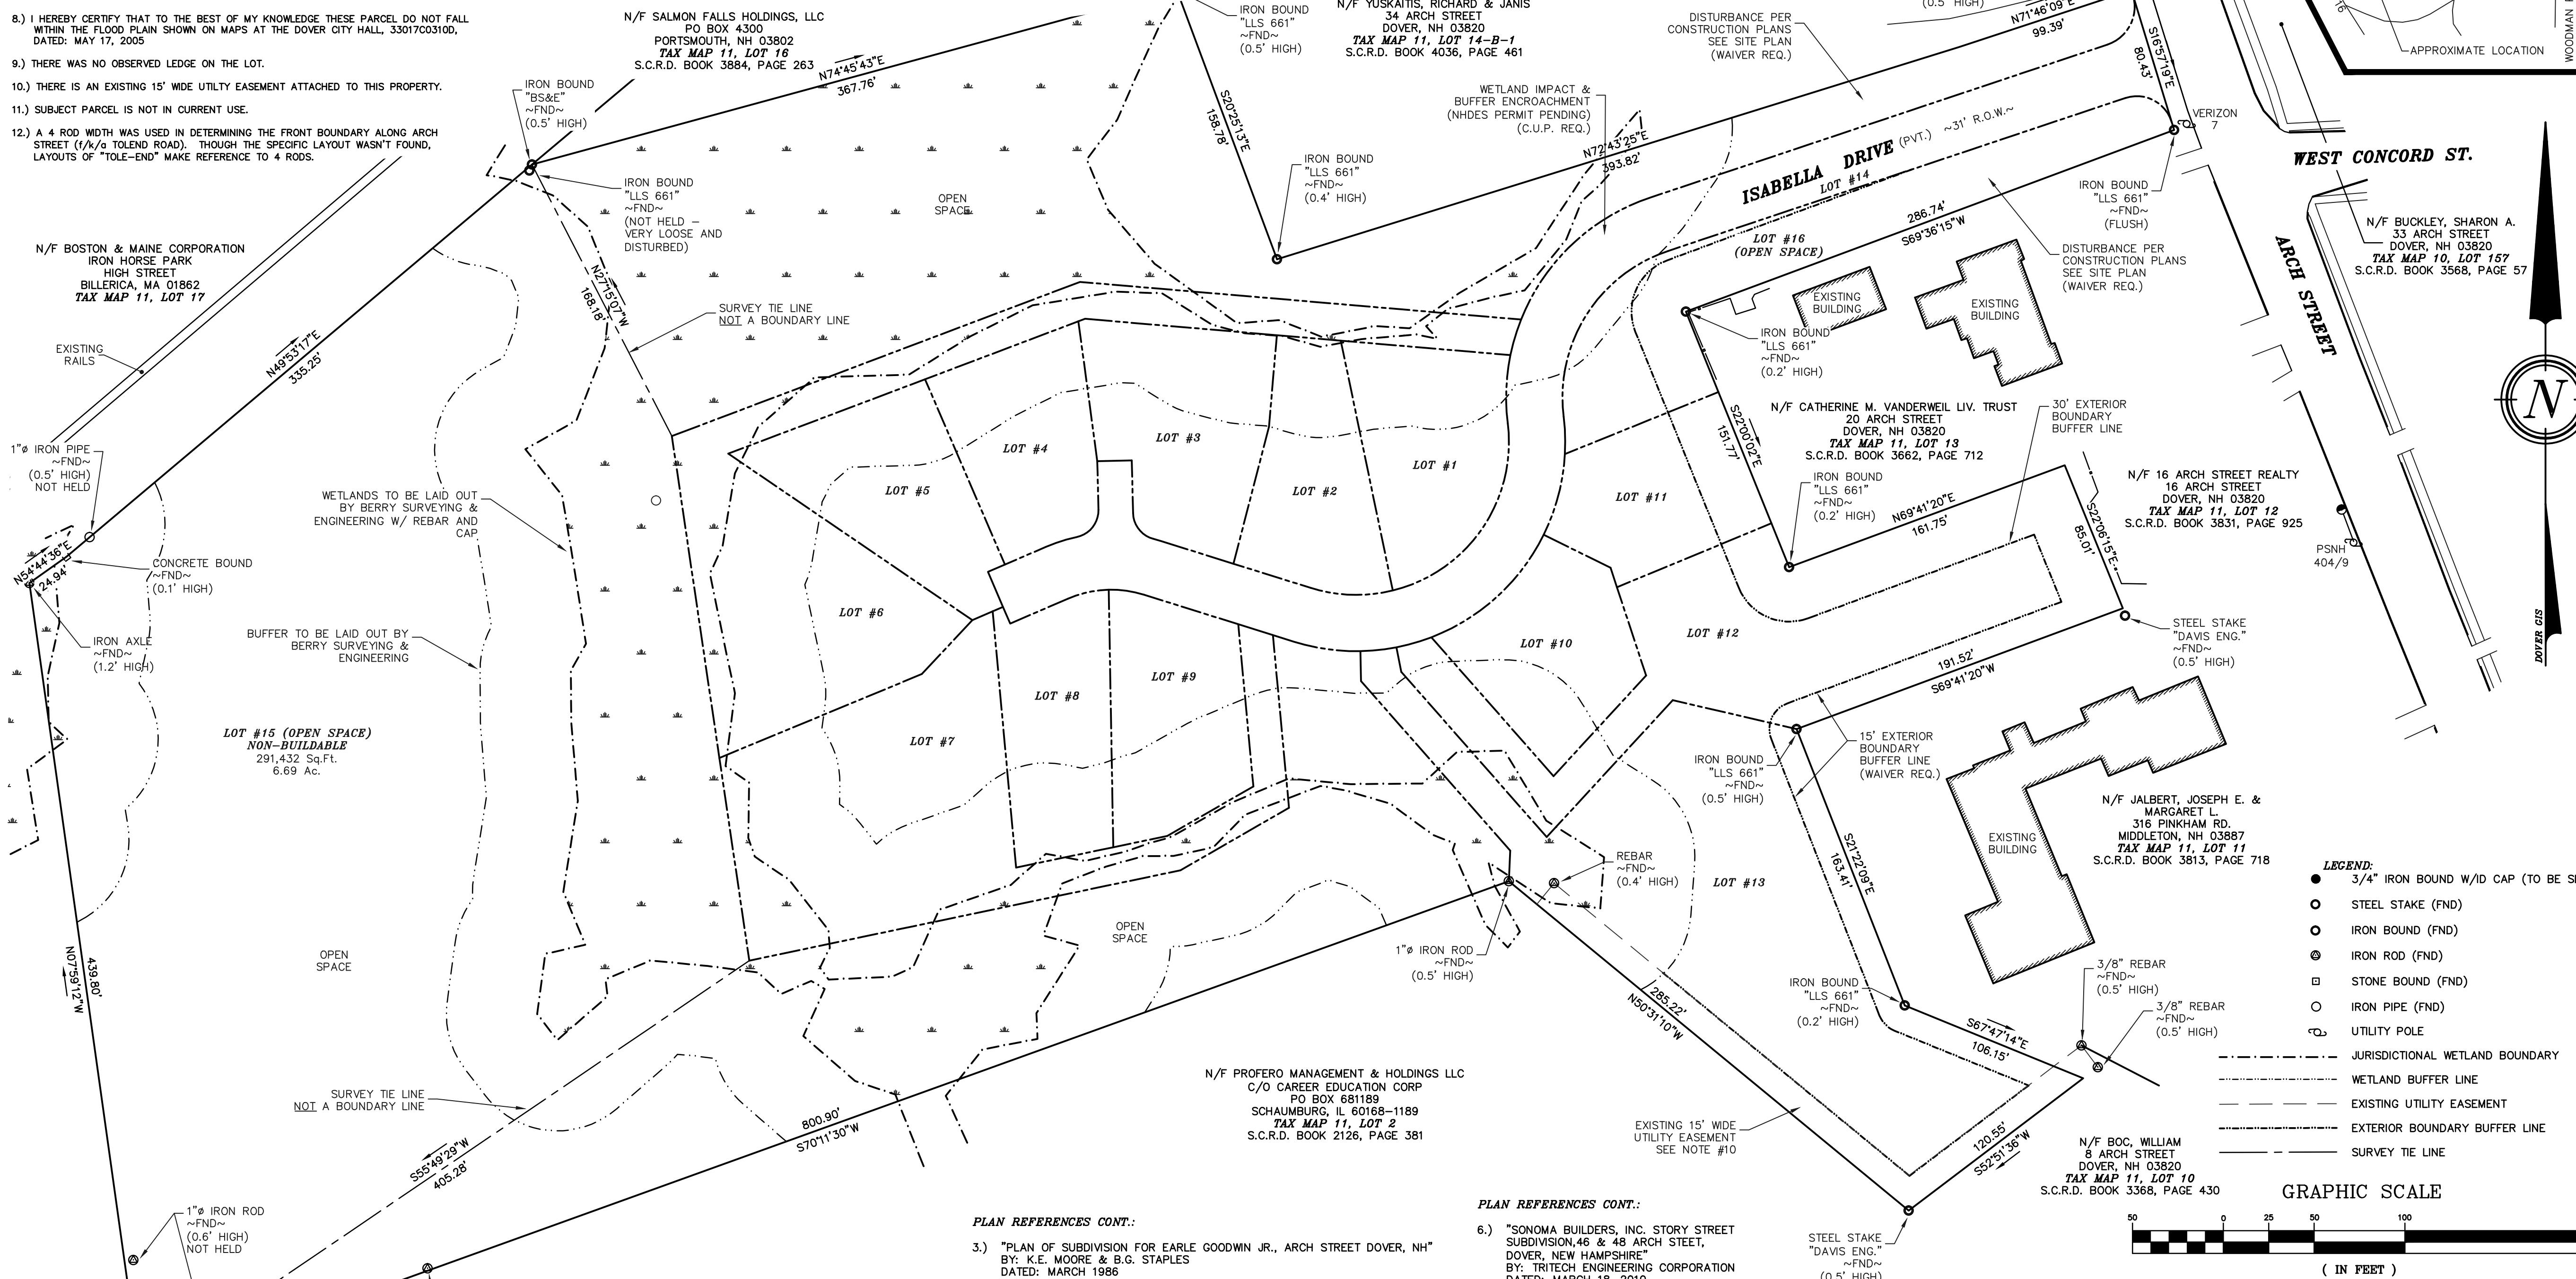 8.) I HEREBY CERTIFY THAT TO THE BEST OF MY KNOWLEDGE THESE PARCEL DO NOT FALL
WITHIN THE FLOOD PLAIN SHOWN ON MAPS AT THE DOVER CITY HALL, 33017C0310D,
DATED: MAY 17, 2005
9.) THERE WAS NO OBSERVED LEDGE ON THE LOT.
10.) THERE IS AN EXISTING 15' WIDE UTILTY EASEMENT ATTACHED TO THIS PROPERTY.
11.) SUBJECT PARCEL IS NOT IN CURRENT USE.
12.) A 4 ROD WIDTH WAS USED IN DETERMINING THE FRONT BOUNDARY ALONG ARCH
STREET (f/k/a TOLEND ROAD). THOUGH THE SPECIFIC LAYOUT WASN'T FOUND,
LAYOUTS OF "TOLE-END" MAKE REFERENCE TO 4 RODS.
N/F SALMON FALLS HOLDINGS, LLC
PO BOX 4300
PORTSMOUTH, NH 03802
TAX MAP 11, LOT 16
S.C.R.D. BOOK 3884, PAGE 263
IRON BOUND
"BS&E"
~FND~
(0.5' HIGH)
N74°45'43"E
367.76'
IRON BOUND
"LLS 661"
~FND~
(0.5' HIGH)
N/F YUSKAITIS, RICHARD & JANIS
34 ARCH STREET
DOVER, NH 03820
TAX MAP 11, LOT 14-B-1
S.C.R.D. BOOK 4036, PAGE 461
S20°25'13"E
158.78'
DISTURBANCE PER
CONSTRUCTION PLANS
SEE SITE PLAN
(WAIVER REQ.)
(0.5' HIGH)
N71°46'09"E
99.39'
S16°57'19"E
80.43'
16
APPROXIMATE LOCATION
WOODMAN
WETLAND IMPACT &
BUFFER ENCROACHMENT
(NHDES PERMIT PENDING)
(C.U.P. REQ.)
VERIZON
7
N72°43'25"E
393.82'
ISABELLA DRIVE (PVT.) ~31' R.O.W.~
LOT #14
WEST CONCORD ST.
IRON BOUND
"LLS 661"
~FND~
(0.4' HIGH)
IRON BOUND
"LLS 661"
~FND~
(NOT HELD -
VERY LOOSE AND
DISTURBED)
OPEN
SPACE
IRON BOUND
"LLS 661"
~FND~
(FLUSH)
286.74'
S69°36'15"W
LOT #16
(OPEN SPACE)
DISTURBANCE PER
CONSTRUCTION PLANS
SEE SITE PLAN
(WAIVER REQ.)
ARCH STREET
N/F BUCKLEY, SHARON A.
33 ARCH STREET
DOVER, NH 03820
TAX MAP 10, LOT 157
S.C.R.D. BOOK 3568, PAGE 57
N/F BOSTON & MAINE CORPORATION
IRON HORSE PARK
HIGH STREET
BILLERICA, MA 01862
TAX MAP 11, LOT 17
N27°15'07"W
168.18'
SURVEY TIE LINE
NOT A BOUNDARY LINE
EXISTING
BUILDING
EXISTING
BUILDING
IRON BOUND
"LLS 661"
~FND~
(0.2' HIGH)
EXISTING
RAILS
N49°53'17"E
335.25'
N
DOVER GIS
N/F CATHERINE M. VANDERWEIL LIV. TRUST
20 ARCH STREET
DOVER, NH 03820
TAX MAP 11, LOT 13
S.C.R.D. BOOK 3662, PAGE 712
30' EXTERIOR
BOUNDARY
BUFFER LINE
S22°00'02"E
151.77'
1"ø IRON PIPE
~FND~
(0.5' HIGH)
NOT HELD
LOT #5
LOT #4
LOT #3
LOT #2
LOT #1
LOT #11
IRON BOUND
"LLS 661"
~FND~
(0.2' HIGH)
N69°41'20"E
161.75'
S22°06'15"E
85.01'
N/F 16 ARCH STREET REALTY
16 ARCH STREET
DOVER, NH 03820
TAX MAP 11, LOT 12
S.C.R.D. BOOK 3831, PAGE 925
PSNH
404/9
WETLANDS TO BE LAID OUT
BY BERRY SURVEYING &
ENGINEERING W/ REBAR AND
CAP
N54°44'36"E
24.94'
CONCRETE BOUND
~FND~
(0.1' HIGH)
IRON AXLE
~FND~
(1.2' HIGH)
BUFFER TO BE LAID OUT BY
BERRY SURVEYING &
ENGINEERING
LOT #6
LOT #7
LOT #8
LOT #9
LOT #10
LOT #12
191.52'
S69°41'20"W
STEEL STAKE
"DAVIS ENG."
~FND~
(0.5' HIGH)
LOT #15 (OPEN SPACE)
NON-BUILDABLE
291,432 Sq.Ft.
6.69 Ac.
IRON BOUND
"LLS 661"
~FND~
(0.5' HIGH)
15' EXTERIOR
BOUNDARY
BUFFER LINE
(WAIVER REQ.)
EXISTING
BUILDING
N/F JALBERT, JOSEPH E. &
MARGARET L.
316 PINKHAM RD.
MIDDLETON, NH 03887
TAX MAP 11, LOT 11
S.C.R.D. BOOK 3813, PAGE 718
S21°22'09"E
163.41'
REBAR
~FND~
(0.4' HIGH)
LOT #13
1"ø IRON ROD
~FND~
(0.5' HIGH)
OPEN
SPACE
OPEN
SPACE
439.80'
N07°59'12"W
285.22'
N50°31'10"W
IRON BOUND
"LLS 661"
~FND~
(0.2' HIGH)
3/8" REBAR
~FND~
(0.5' HIGH)
3/8" REBAR
~FND~
(0.5' HIGH)
S67°47'14"E
106.15'
LEGEND:
3/4" IRON BOUND W/ID CAP (TO BE
STEEL STAKE (FND)
IRON BOUND (FND)
IRON ROD (FND)
STONE BOUND (FND)
IRON PIPE (FND)
UTILITY POLE
JURISDICTIONAL WETLAND BOUNDARY
WETLAND BUFFER LINE
EXISTING UTILITY EASEMENT
EXTERIOR BOUNDARY BUFFER LINE
SURVEY TIE LINE
SURVEY TIE LINE
NOT A BOUNDARY LINE
800.90'
S70°11'30"W
S55°49'29"W
405.28'
N/F PROFERO MANAGEMENT & HOLDINGS LLC
C/O CAREER EDUCATION CORP
PO BOX 681189
SCHAUMBURG, IL 60168-1189
TAX MAP 11, LOT 2
S.C.R.D. BOOK 2126, PAGE 381
EXISTING 15' WIDE
UTILITY EASEMENT
SEE NOTE #10
120.55'
S52°51'36"W
N/F BOC, WILLIAM
8 ARCH STREET
DOVER, NH 03820
TAX MAP 11, LOT 10
S.C.R.D. BOOK 3368, PAGE 430
1"ø IRON ROD
~FND~
(0.6' HIGH)
NOT HELD
PLAN REFERENCES CONT.:
3.) "PLAN OF SUBDIVISION FOR EARLE GOODWIN JR., ARCH STREET DOVER, NH"
BY: K.E. MOORE & B.G. STAPLES
DATED: MARCH 1986
PLAN REFERENCES CONT.:
6.) "SONOMA BUILDERS, INC. STORY STREET
SUBDIVISION,46 & 48 ARCH STEET,
DOVER, NEW HAMPSHIRE"
BY: TRITECH ENGINEERING CORPORATION
DATED: MARCH 18, 2010
STEEL STAKE
"DAVIS ENG."
~FND~
(0.5' HIGH)
GRAPHIC SCALE
50 0 25 50 100
( IN FEET )